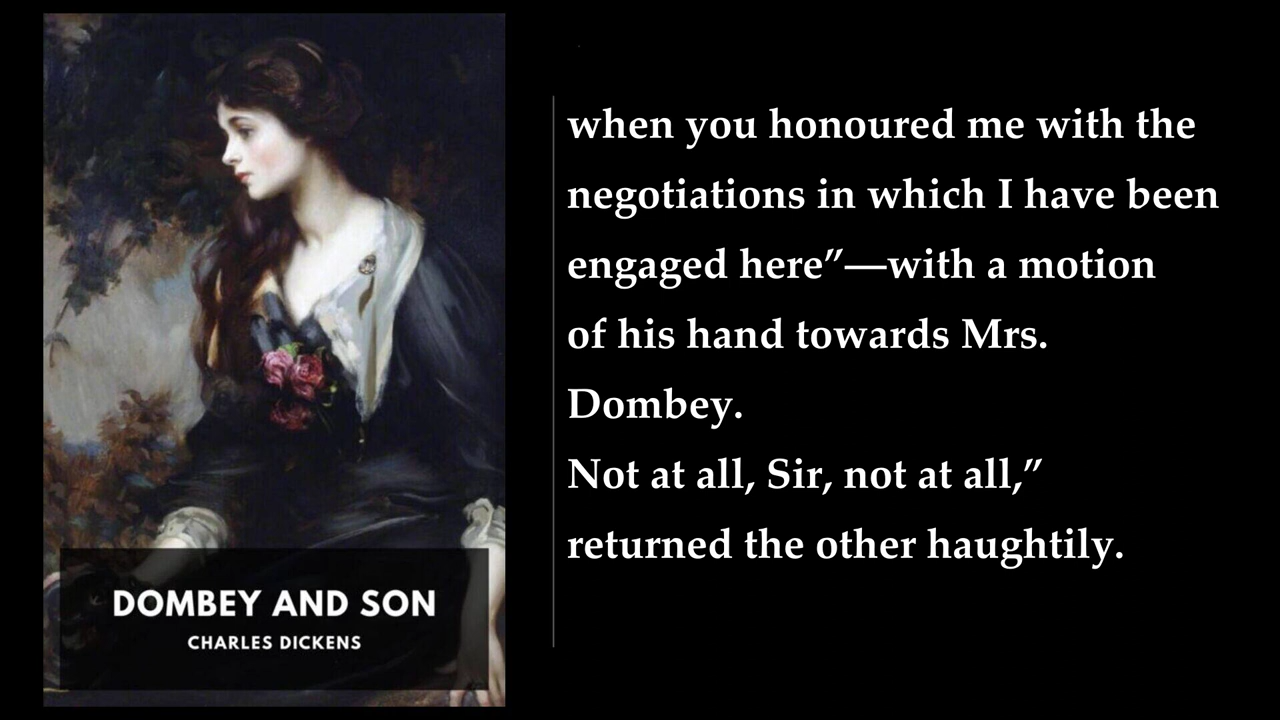 when you honoured me with the
negotiations in which I have been
engaged here”—with a motion
of his hand towards Mrs.
Dombey.
Not at all, Sir, not at all,”
returned the other haughtily.
DOMBEY AND SON
CHARLES DICKENS